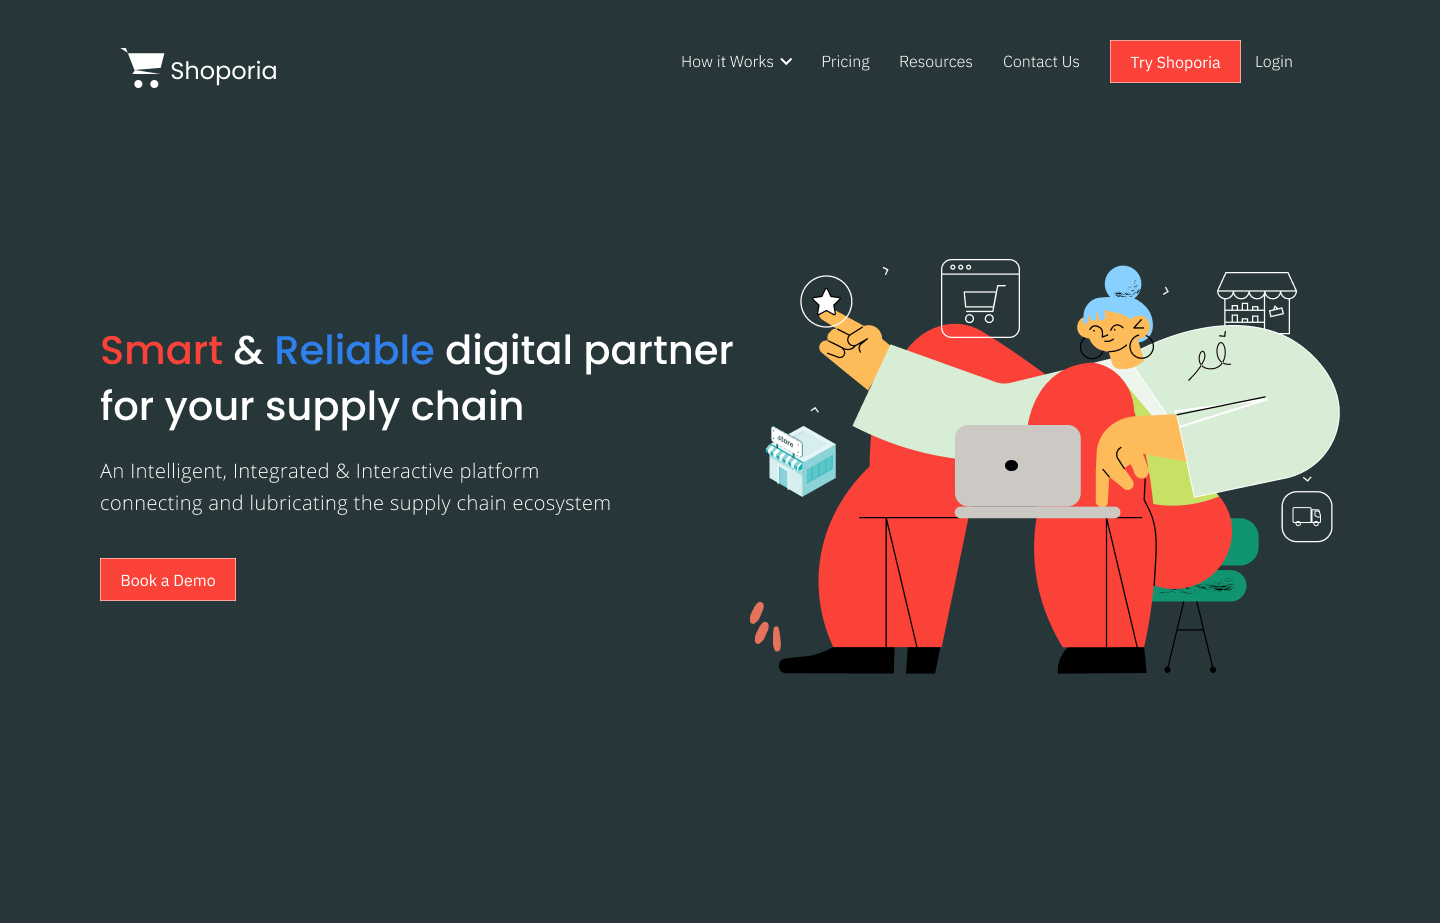 Shoporia
How it Works
Pricing
Resources
Contact Us
Try Shoporia
Login
Smart & Reliable digital partner
for your supply chain
An Intelligent, Integrated & Interactive platform
connecting and lubricating the supply chain ecosystem
Book a Demo
store